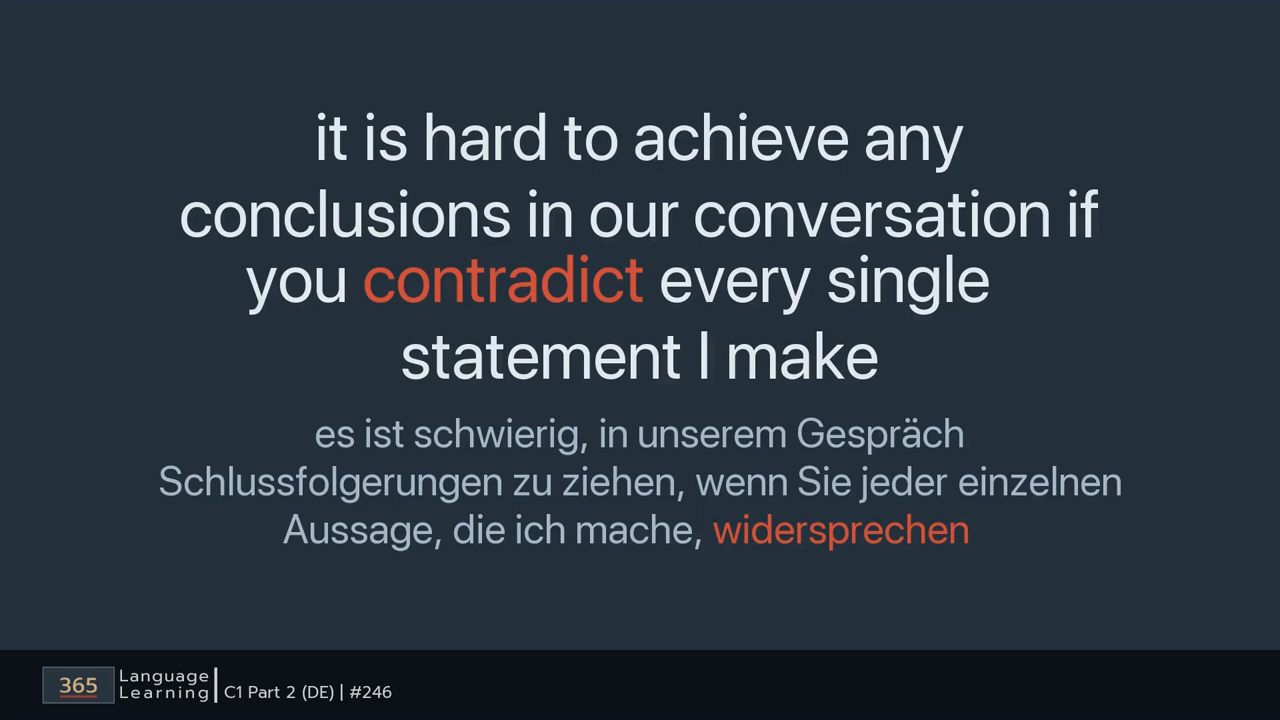 it is hard to achieve any
conclusions in our conversation if
you contradict every single
statement I make
es ist schwierig, in unserem Gespräch
Schlussfolgerungen zu ziehen, wenn Sie jeder einzelnen
Aussage, die ich mache, widersprechen
365 Language
Learning
C1 Part 2 (DE) | #246